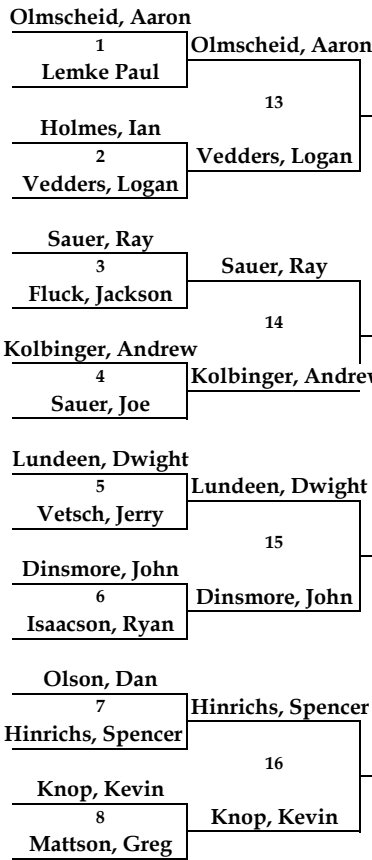 Olmscheid, Aaron
1
Olmscheid, Aaron
Lemke Paul
13
Holmes, Ian
2
Vedders, Logan
Vedders, Logan
Sauer, Ray
3
Sauer, Ray
Fluck, Jackson
14
Kolbinger, Andrew
4
Kolbinger, Andrew
Sauer, Joe
Lundeen, Dwight
5
Lundeen, Dwight
Vetsch, Jerry
15
Dinsmore, John
6
Dinsmore, John
Isaacson, Ryan
Olson, Dan
7
Hinrichs, Spencer
Hinrichs, Spencer
16
Knop, Kevin
8
Knop, Kevin
Mattson, Greg